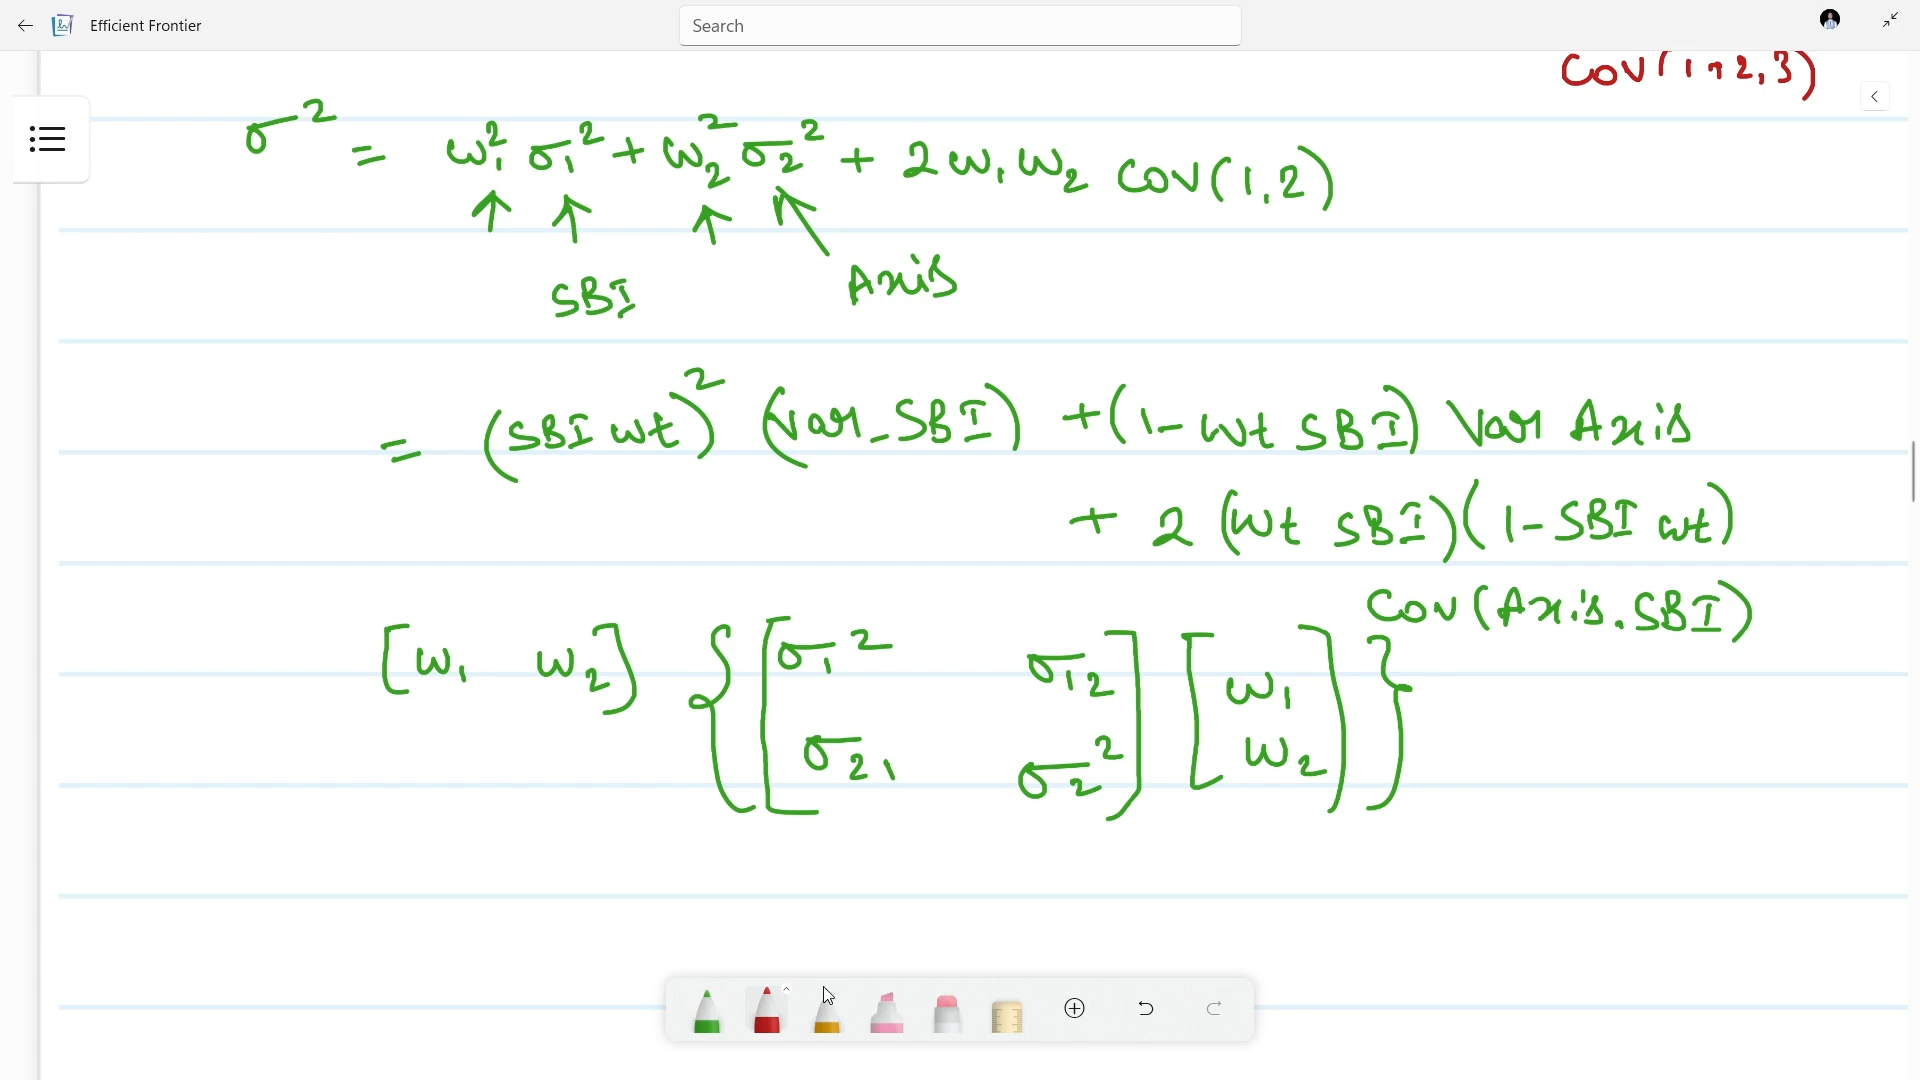 Efficient Frontier
Search
Cov(1+2,3)
σ² = w₁² σ₁² + w₂² σ₂² + 2 w₁ w₂ Cov(1,2)
SBI
Axis
= (SBI wt)² (Var_SBI) + (1- wt SBI) Var Axis
+ 2 (wt SBI)(1-SBI wt)
Cov(Axis.SBI)
[w₁ w₂] { [σ₁² σ₁₂] [w₁] }
[σ₂₁ σ₂²] [w₂]